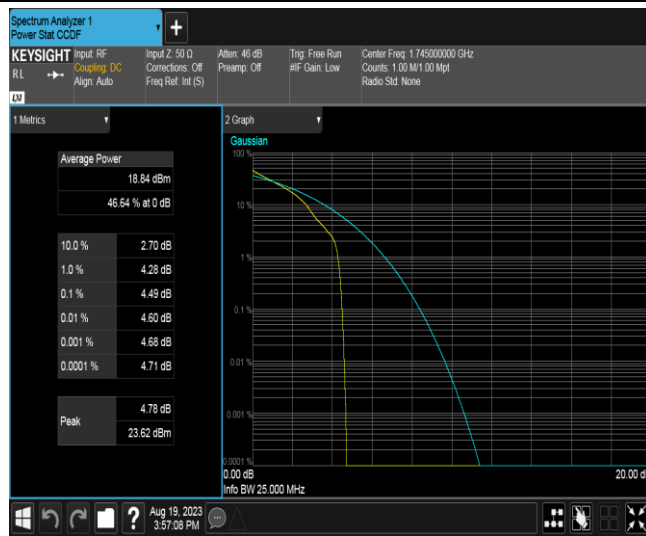 Spectrum Analyzer 1
Power Stat CCDF
+
KEYSIGHT
RL
Input: RF
Coupling: DC
Align: Auto
Input Z: 50 Ω
Corrections: Off
Freq Ref: Int (S)
Atten: 46 dB
Preamp: Off
Trig: Free Run
#IF Gain: Low
Center Freq: 1.745000000 GHz
Counts: 1.00 M/1.00 Mpt
Radio Std: None
LXI
1 Metrics
Average Power
18.84 dBm
46.64 % at 0 dB
10.0 % 2.70 dB
1.0 % 4.28 dB
0.1 % 4.49 dB
0.01 % 4.60 dB
0.001 % 4.68 dB
0.0001 % 4.71 dB
Peak
4.78 dB
23.62 dBm
2 Graph
Gaussian
100 %
10 %
1 %
0.1 %
0.01 %
0.001 %
0.0001 %
0.00 dB
20.00 d
Info BW 25.000 MHz
?
Aug 19, 2023
3:57:08 PM